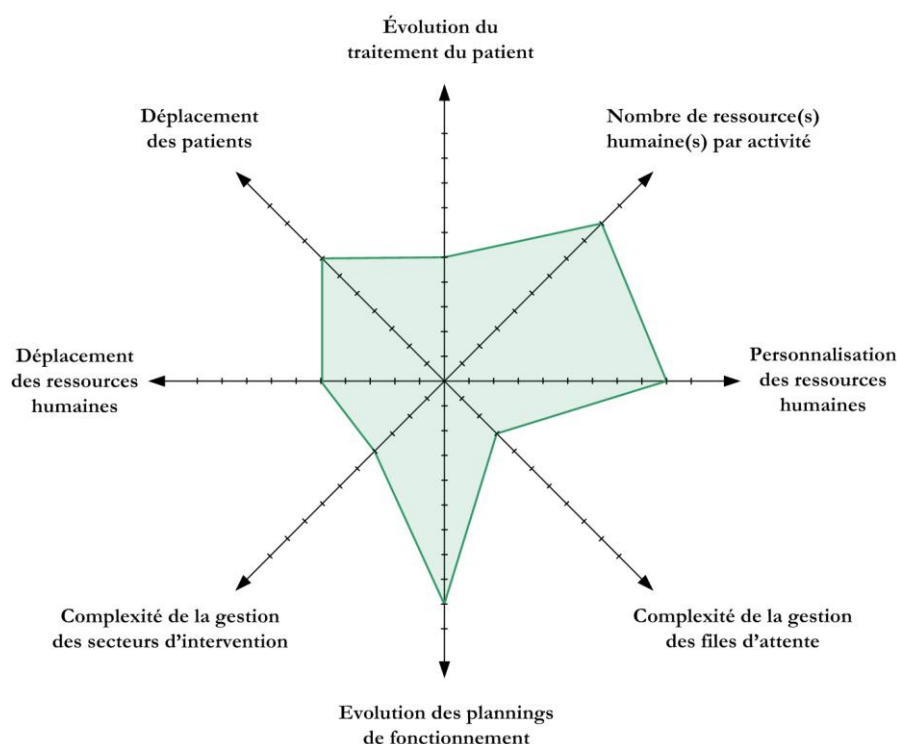 Évolution du
traitement du patient
Déplacement
des patients
Nombre de ressource(s)
humaine(s) par activité
Déplacement
des ressources
humaines
Personnalisation
des ressources
humaines
Complexité de la gestion
des secteurs d'intervention
Complexité de la gestion
des files d'attente
Evolution des plannings
de fonctionnement